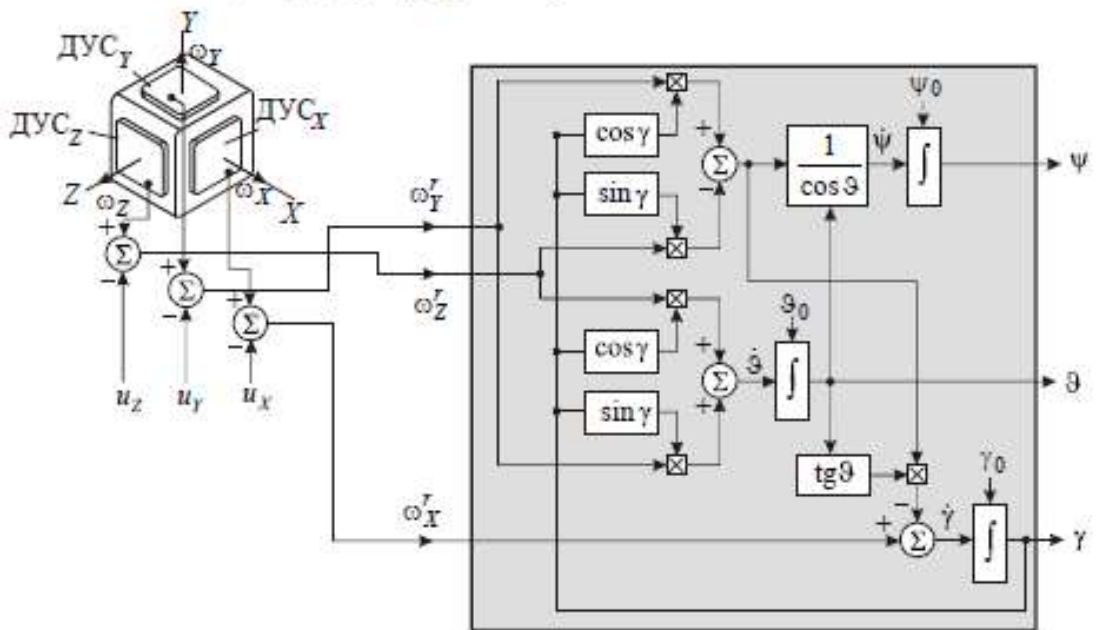 Y
ДУС_Y
ω_Y
ДУС_Z
ДУС_X
Z
ω_Z
ω_X
X
+
Σ
−
+
Σ
−
+
Σ
−
u_Z
u_Y
u_X
ω^r_Y
ω^r_Z
ω^r_X
cos γ
sin γ
+
Σ
−
1
cos ϑ
ψ̇
ψ_0
∫
ψ
cos γ
sin γ
+
Σ
+
ϑ̇
ϑ_0
∫
ϑ
tg ϑ
−
+
Σ
γ̇
γ_0
∫
γ